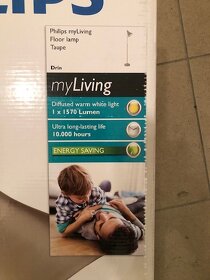 Philips myLiving
Floor lamp
Taupe
Drin
myLiving
Diffused warm white light
1 x 1570 Lumen
Ultra long-lasting life
10.000 hours
ENERGY SAVING